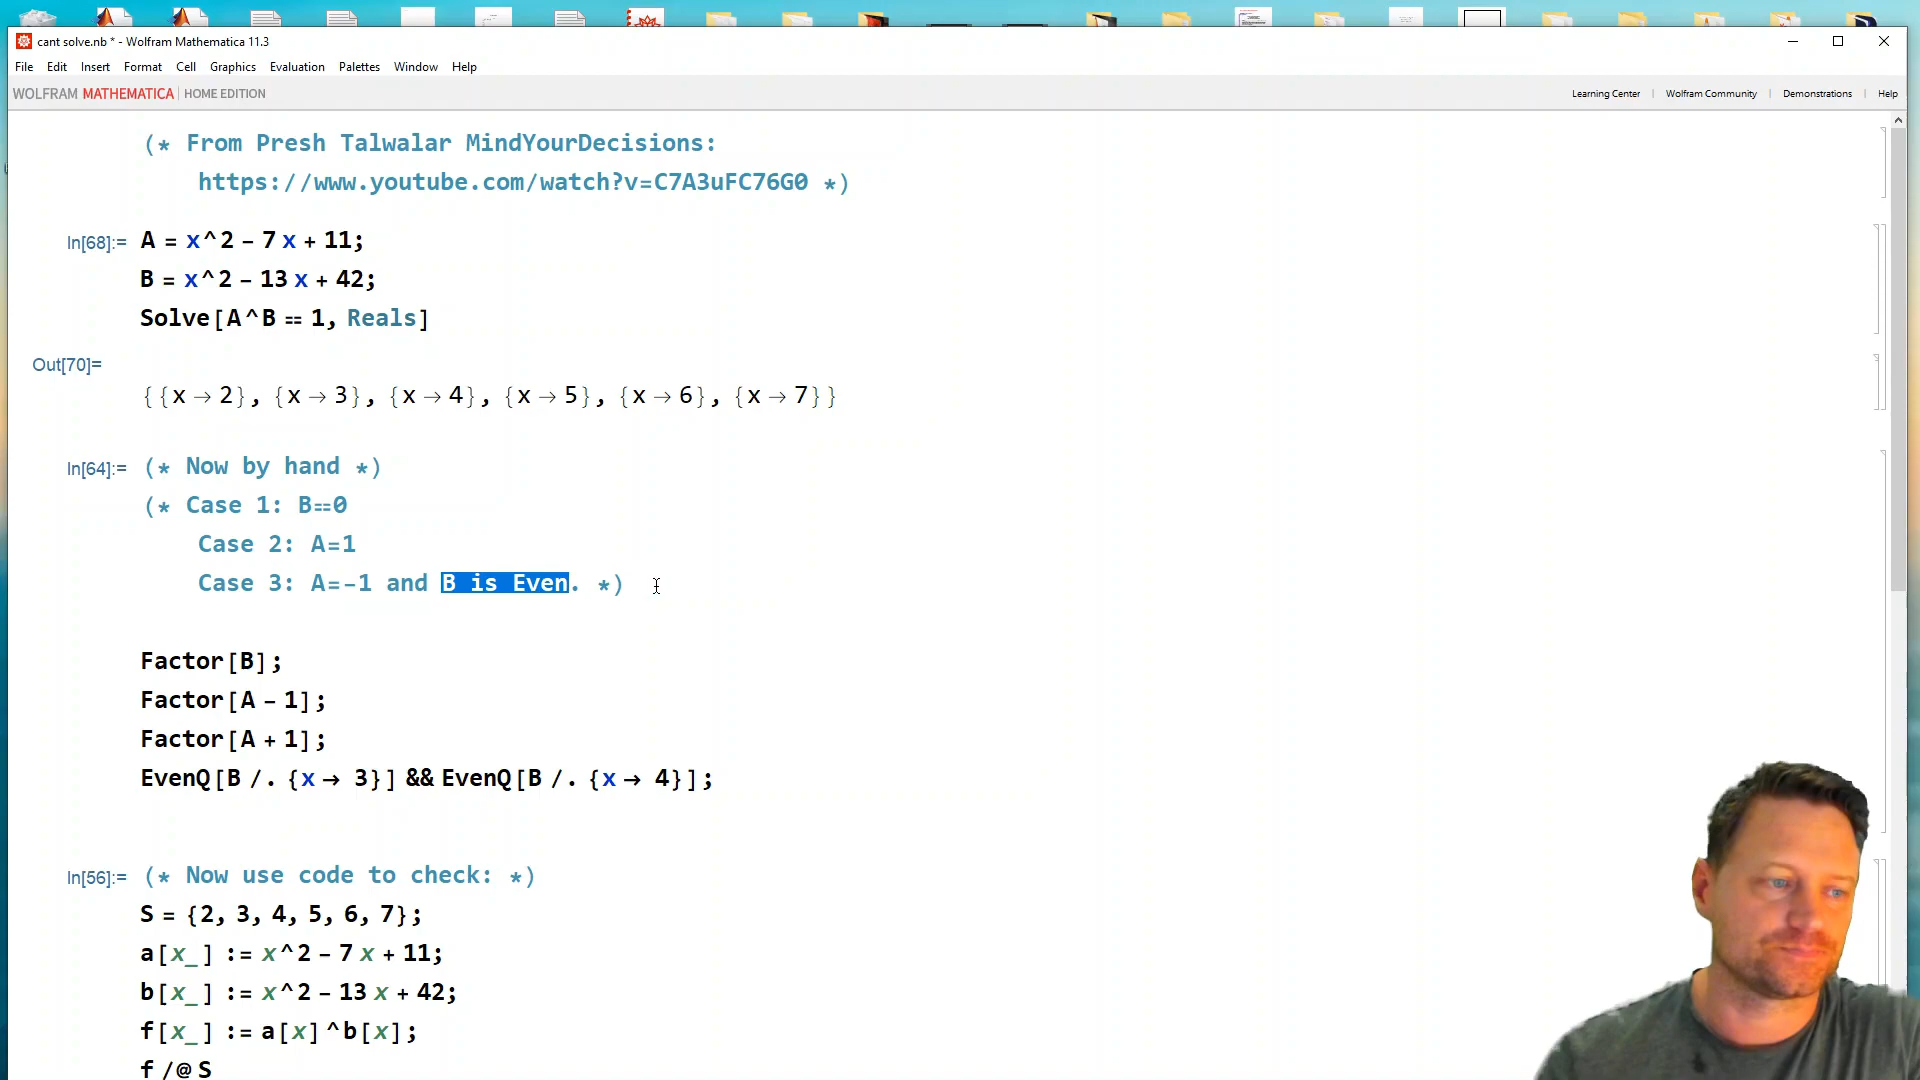 cant solve.nb * - Wolfram Mathematica 11.3
File Edit Insert Format Cell Graphics Evaluation Palettes Window Help
WOLFRAM MATHEMATICA | HOME EDITION
Learning Center | Wolfram Community | Demonstrations | Help
(* From Presh Talwalar MindYourDecisions:
https://www.youtube.com/watch?v=C7A3uFC76G0 *)
In[68]:= A = x^2 - 7 x + 11;
B = x^2 - 13 x + 42;
Solve[A^B == 1, Reals]
Out[70]=
{{x → 2}, {x → 3}, {x → 4}, {x → 5}, {x → 6}, {x → 7}}
In[64]:= (* Now by hand *)
(* Case 1: B==0
Case 2: A=1
Case 3: A=-1 and B is Even. *)
Factor[B];
Factor[A - 1];
Factor[A + 1];
EvenQ[B /. {x → 3}] && EvenQ[B /. {x → 4}];
In[56]:= (* Now use code to check: *)
S = {2, 3, 4, 5, 6, 7};
a[x_] := x^2 - 7 x + 11;
b[x_] := x^2 - 13 x + 42;
f[x_] := a[x]^b[x];
f /@ S